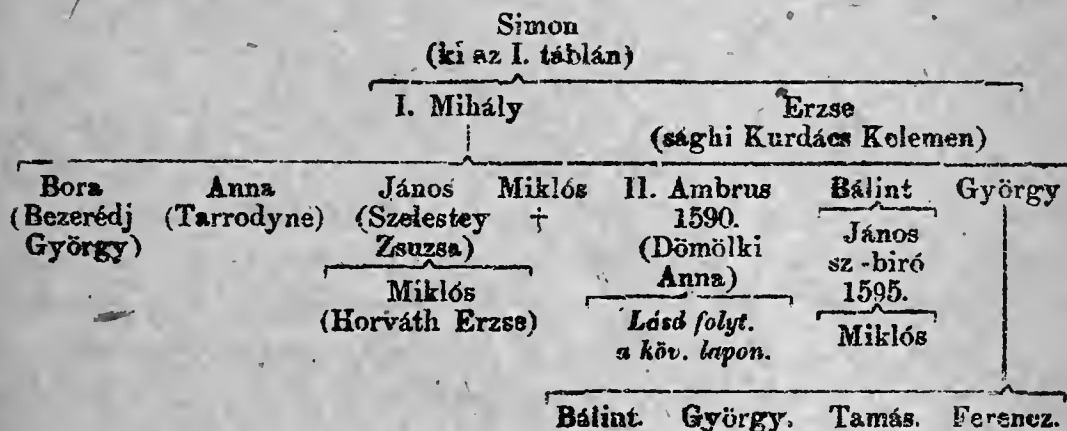 Simon
(ki az I. táblán)
I. Mihály Erzse
(sághi Kurdács Kelemen)
Bora Anna János Miklós II. Ambrus Bálint György
(Bezerédj (Tarrodyné) (Szelestey † 1590. János
György) Zsuzsa) (Dömölki sz-biró
Anna) 1595.
Miklós Lásd folyt. Miklós
(Horváth Erzse) a köv. lapon.
Bálint. György. Tamás. Ferencz.